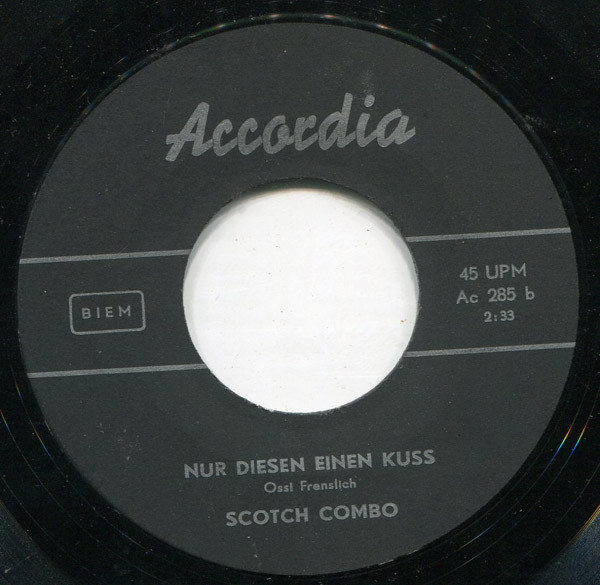 Accordia
BIEM
45 UPM
Ac 285 b
2:33
NUR DIESEN EINEN KUSS
Ossi Frenslich
SCOTCH COMBO